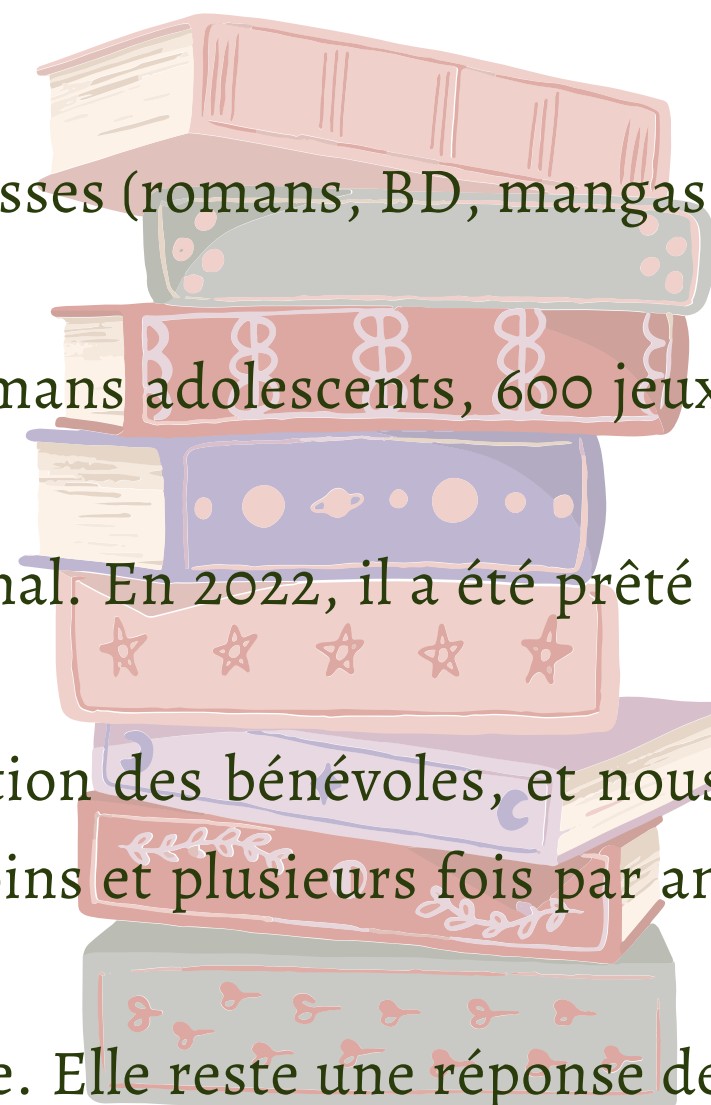 sses (romans, BD, mangas
mans adolescents, 600 jeux
nal. En 2022, il a été prêté
tion des bénévoles, et nous
oins et plusieurs fois par an
e. Elle reste une réponse de